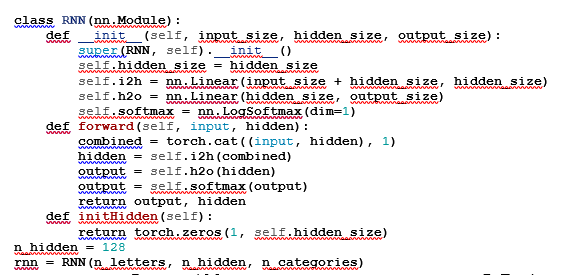 class RNN(nn.Module):
    def __init__(self, input_size, hidden_size, output_size):
        super(RNN, self).__init__()
        self.hidden_size = hidden_size
        self.i2h = nn.Linear(input_size + hidden_size, hidden_size)
        self.h2o = nn.Linear(hidden_size, output_size)
        self.softmax = nn.LogSoftmax(dim=1)
    def forward(self, input, hidden):
        combined = torch.cat((input, hidden), 1)
        hidden = self.i2h(combined)
        output = self.h2o(hidden)
        output = self.softmax(output)
        return output, hidden
    def initHidden(self):
        return torch.zeros(1, self.hidden_size)
n_hidden = 128
rnn = RNN(n_letters, n_hidden, n_categories)